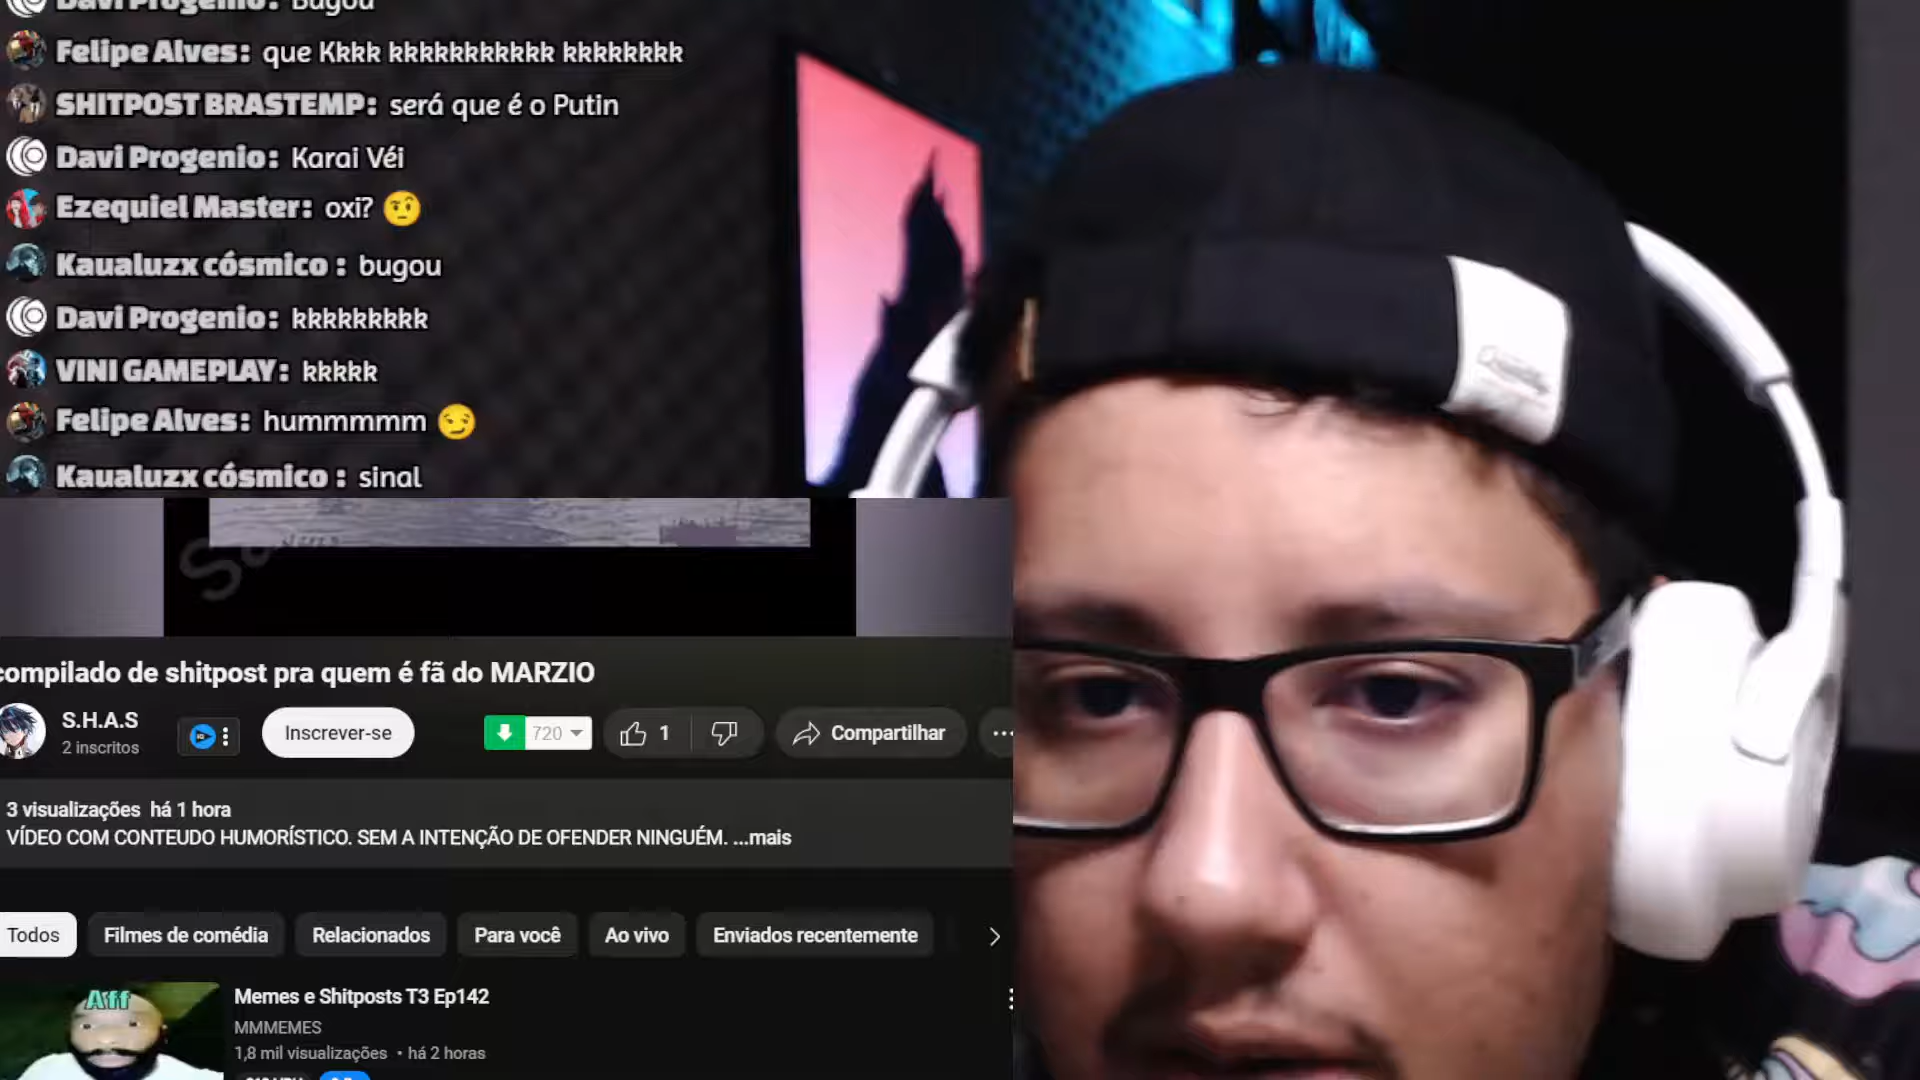 Davi Progenio: Bugou
Felipe Alves: que Kkkk kkkkkkkkkkk kkkkkkkk
SHITPOST BRASTEMP: será que é o Putin
Davi Progenio: Karai Véi
Ezequiel Master: oxi? 🤨
Kaualuzx cósmico : bugou
Davi Progenio: kkkkkkkkk
VINI GAMEPLAY: kkkkk
Felipe Alves: hummmmm 😏
Kaualuzx cósmico : sinal
compilado de shitpost pra quem é fã do MARZIO
S.H.A.S
2 inscritos
Inscrever-se
720
1
Compartilhar
3 visualizações há 1 hora
VÍDEO COM CONTEUDO HUMORÍSTICO. SEM A INTENÇÃO DE OFENDER NINGUÉM. ...mais
Todos
Filmes de comédia
Relacionados
Para você
Ao vivo
Enviados recentemente
Aff
Memes e Shitposts T3 Ep142
MMMEMES
1,8 mil visualizações • há 2 horas